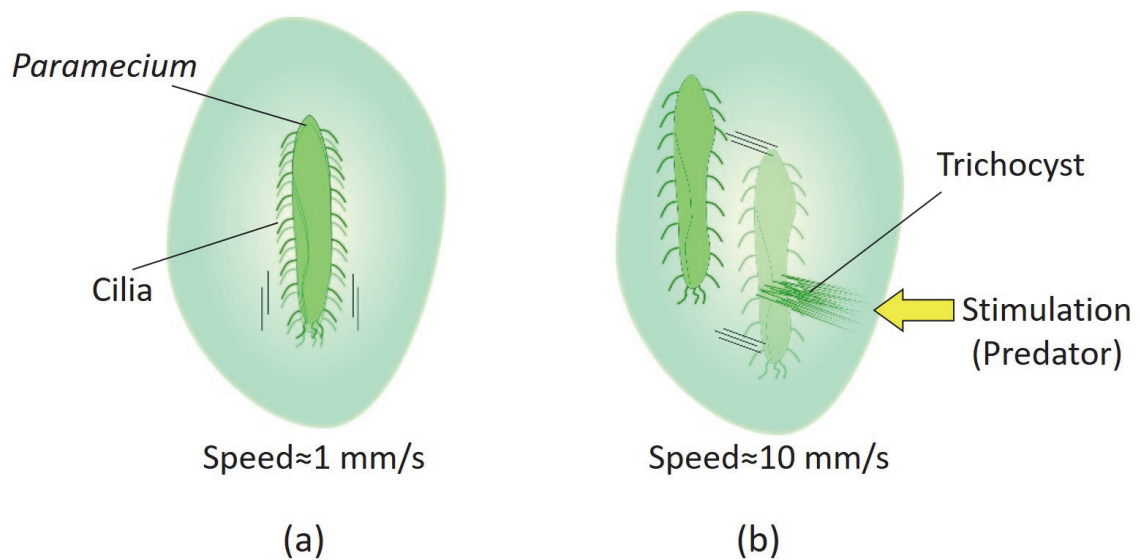 Paramecium
Cilia
Speed≈1 mm/s
(a)
Trichocyst
Stimulation
(Predator)
Speed≈10 mm/s
(b)